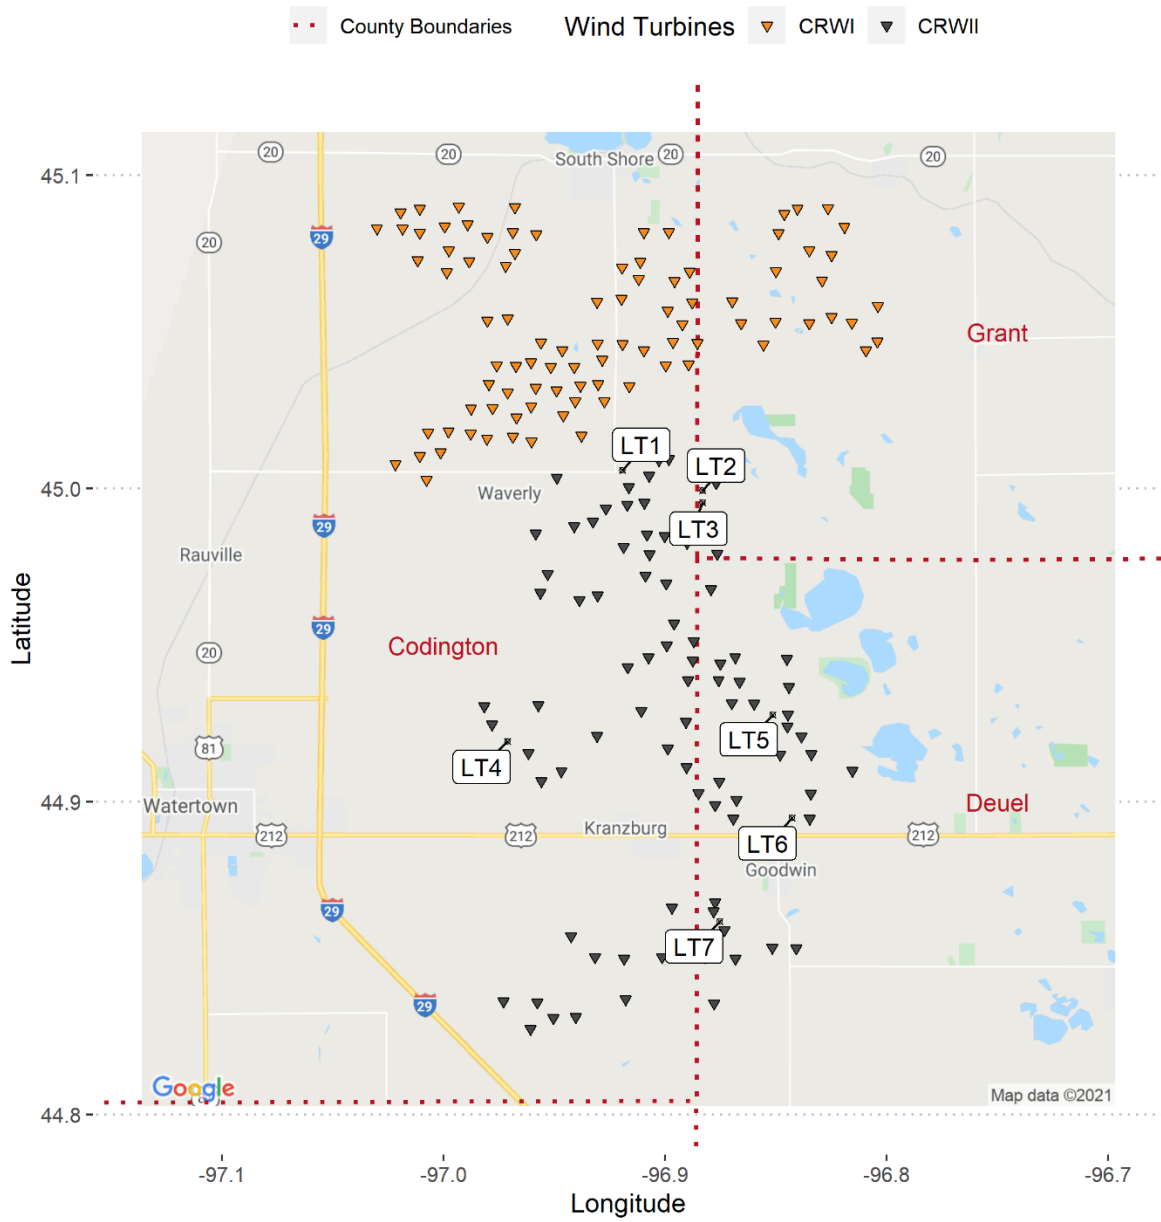 County Boundaries Wind Turbines CRWI CRWII
20 20 20 20
South Shore
45.1
29
20
Grant
LT1
LT2
45.0
Waverly
29
LT3
Rauville
29
Codington
20
LT5
81
LT4
44.9
Watertown
Deuel
212 212 Kranzburg 212
LT6
Goodwin
29
LT7
29
Google
Map data ©2021
44.8
-97.1 -97.0 -96.9 -96.8 -96.7
Longitude
Latitude